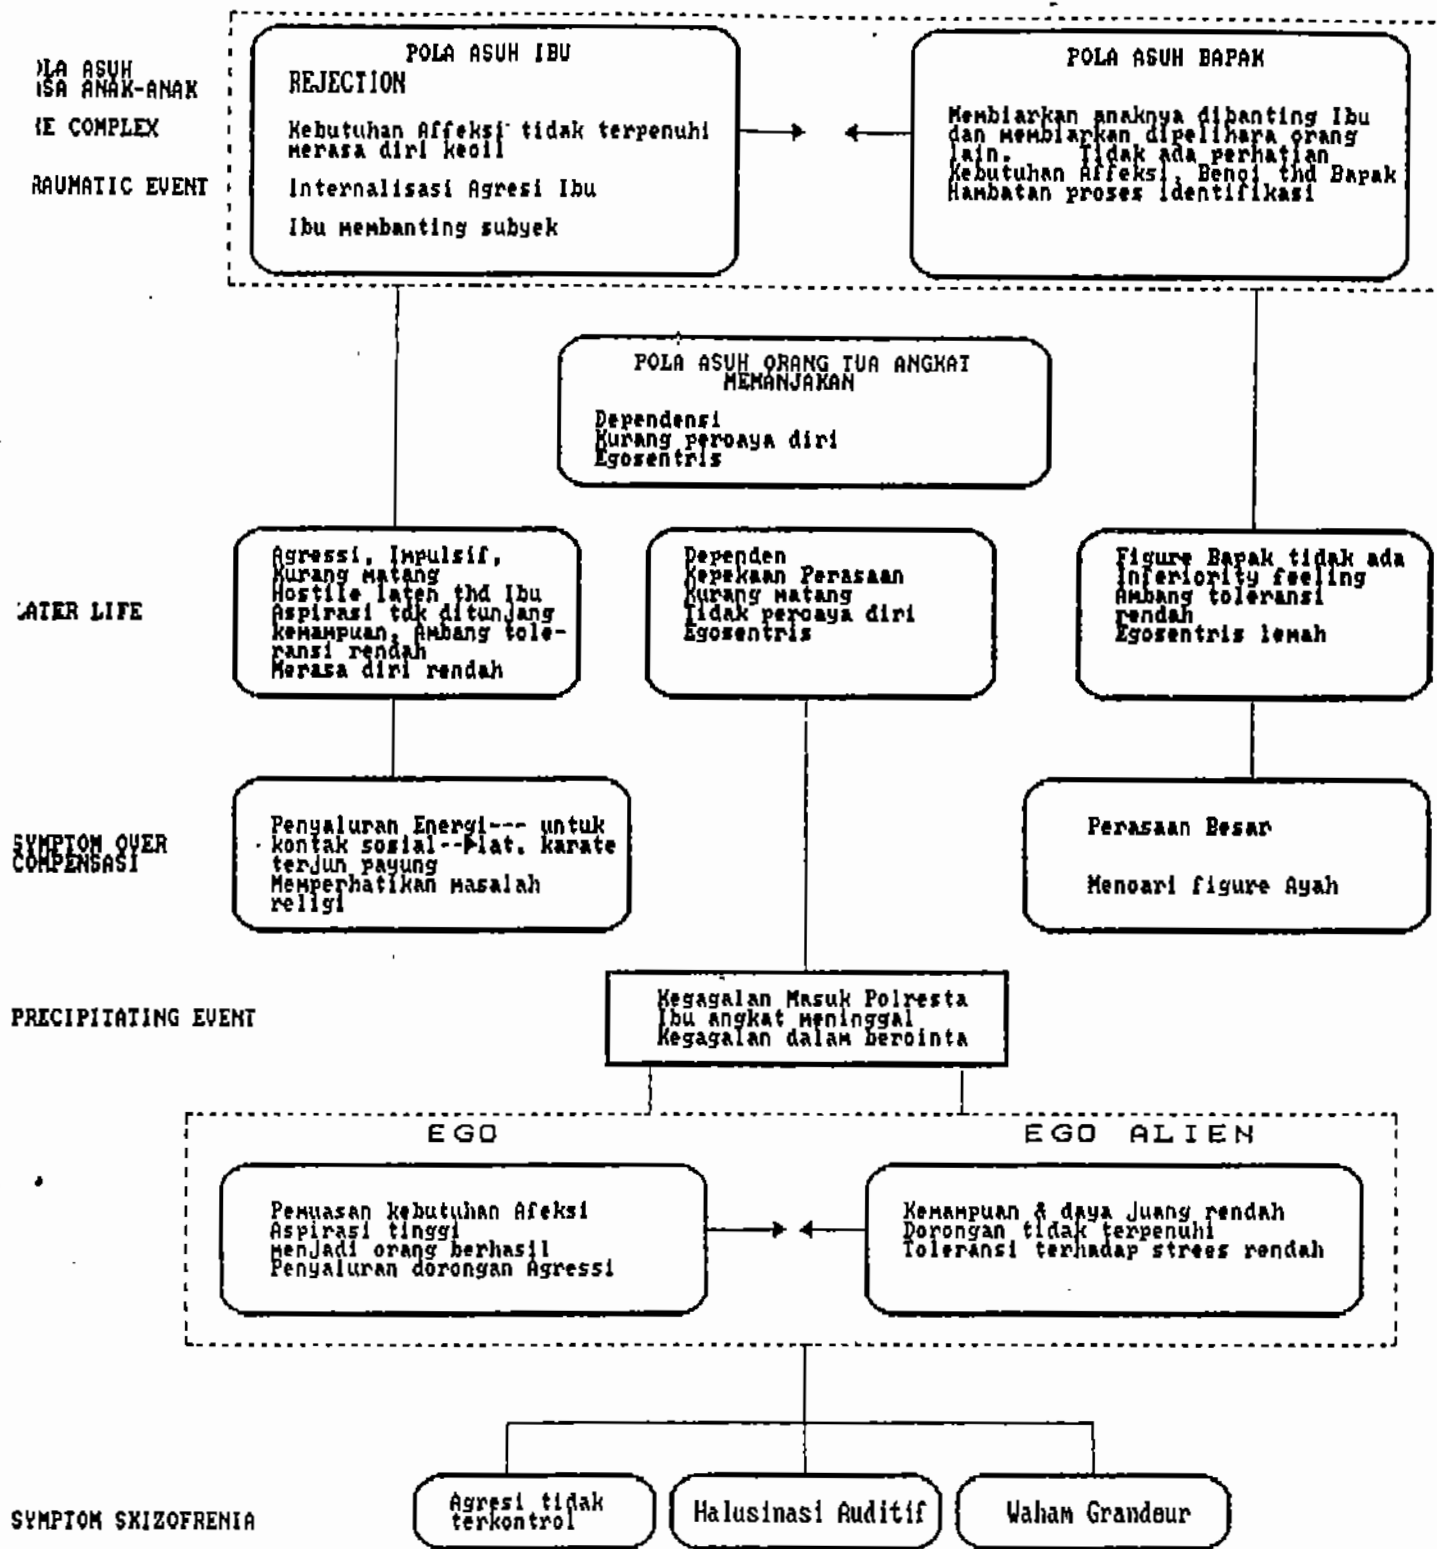 POLA ASUH IBU
REJECTION
Kebutuhan Affeksi tidak terpenuhi
merasa diri kecil
Internalisasi Agresi Ibu
Ibu membanting subyek
POLA ASUH BAPAK
Membiarkan anaknya dibanting Ibu
dan membiarkan dipelihara orang
lain. Tidak ada perhatian
Kebutuhan Affeksi, Benci thd Bapak
Hambatan proses identifikasi
LA ASUH
SA ANAK-ANAK
E COMPLEX
RAUMATIC EVENT
POLA ASUH ORANG TUA ANGKAT
MEMANJAKAN
Dependensi
Kurang percaya diri
Egosentris
LATER LIFE
Agressi, Impulsif,
Kurang matang
Hostile laten thd Ibu
Aspirasi tdk ditunjang
kemampuan, Ambang tole-
ransi rendah
Merasa diri rendah
Dependen
Kepekaan Perasaan
Kurang matang
Tidak percaya diri
Egosentris
Figure Bapak tidak ada
Inferiority feeling
Ambang toleransi
rendah
Egosentris lemah
SYMPTOM OVER
COMPENSASI
Penyaluran Energi--- untuk
kontak sosial--►lat. karate
terjun payung
Memperhatikan masalah
religi
Perasaan Besar
Mencari figure Ayah
PRECIPITATING EVENT
Kegagalan Masuk Polresta
Ibu angkat meninggal
Kegagalan dalam bercinta
EGO
EGO ALIEN
Pemuasan kebutuhan Afeksi
Aspirasi tinggi
menjadi orang berhasil
Penyaluran dorongan Agressi
Kemampuan & daya juang rendah
Dorongan tidak terpenuhi
Toleransi terhadap strees rendah
SYMPTOM SKIZOFRENIA
Agresi tidak
terkontrol
Halusinasi Auditif
Waham Grandeur